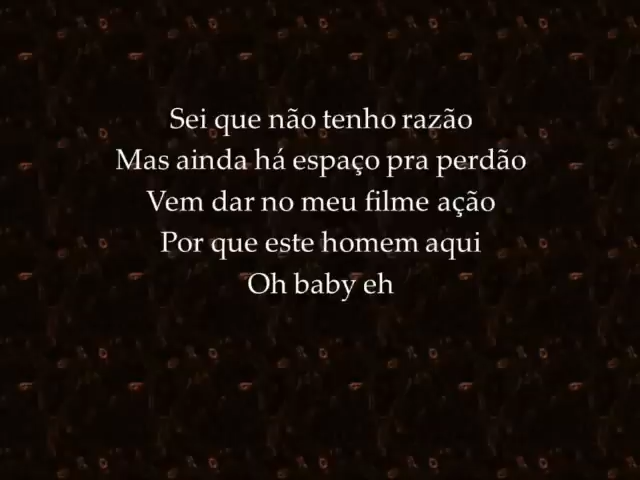 Sei que não tenho razão
Mas ainda há espaço pra perdão
Vem dar no meu filme ação
Por que este homem aqui
Oh baby eh